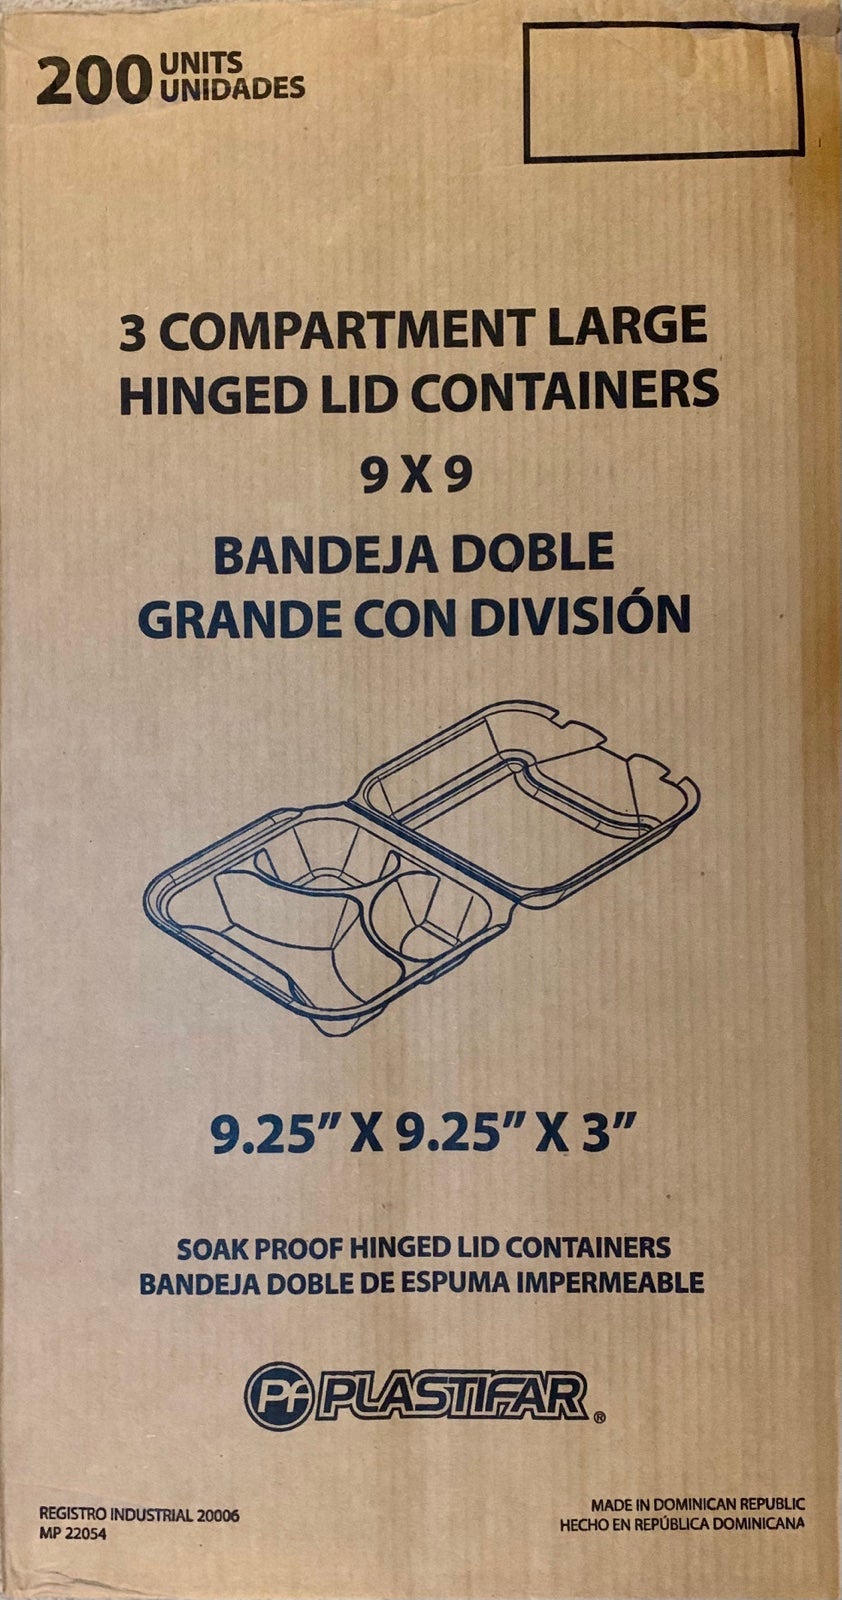 200 UNITS
UNIDADES
3 COMPARTMENT LARGE
HINGED LID CONTAINERS
9 X 9
BANDEJA DOBLE
GRANDE CON DIVISIÓN
9.25” X 9.25” X 3”
SOAK PROOF HINGED LID CONTAINERS
BANDEJA DOBLE DE ESPUMA IMPERMEABLE
Pf PLASTIFAR ®
REGISTRO INDUSTRIAL 20006
MP 22054
MADE IN DOMINICAN REPUBLIC
HECHO EN REPÚBLICA DOMINICANA